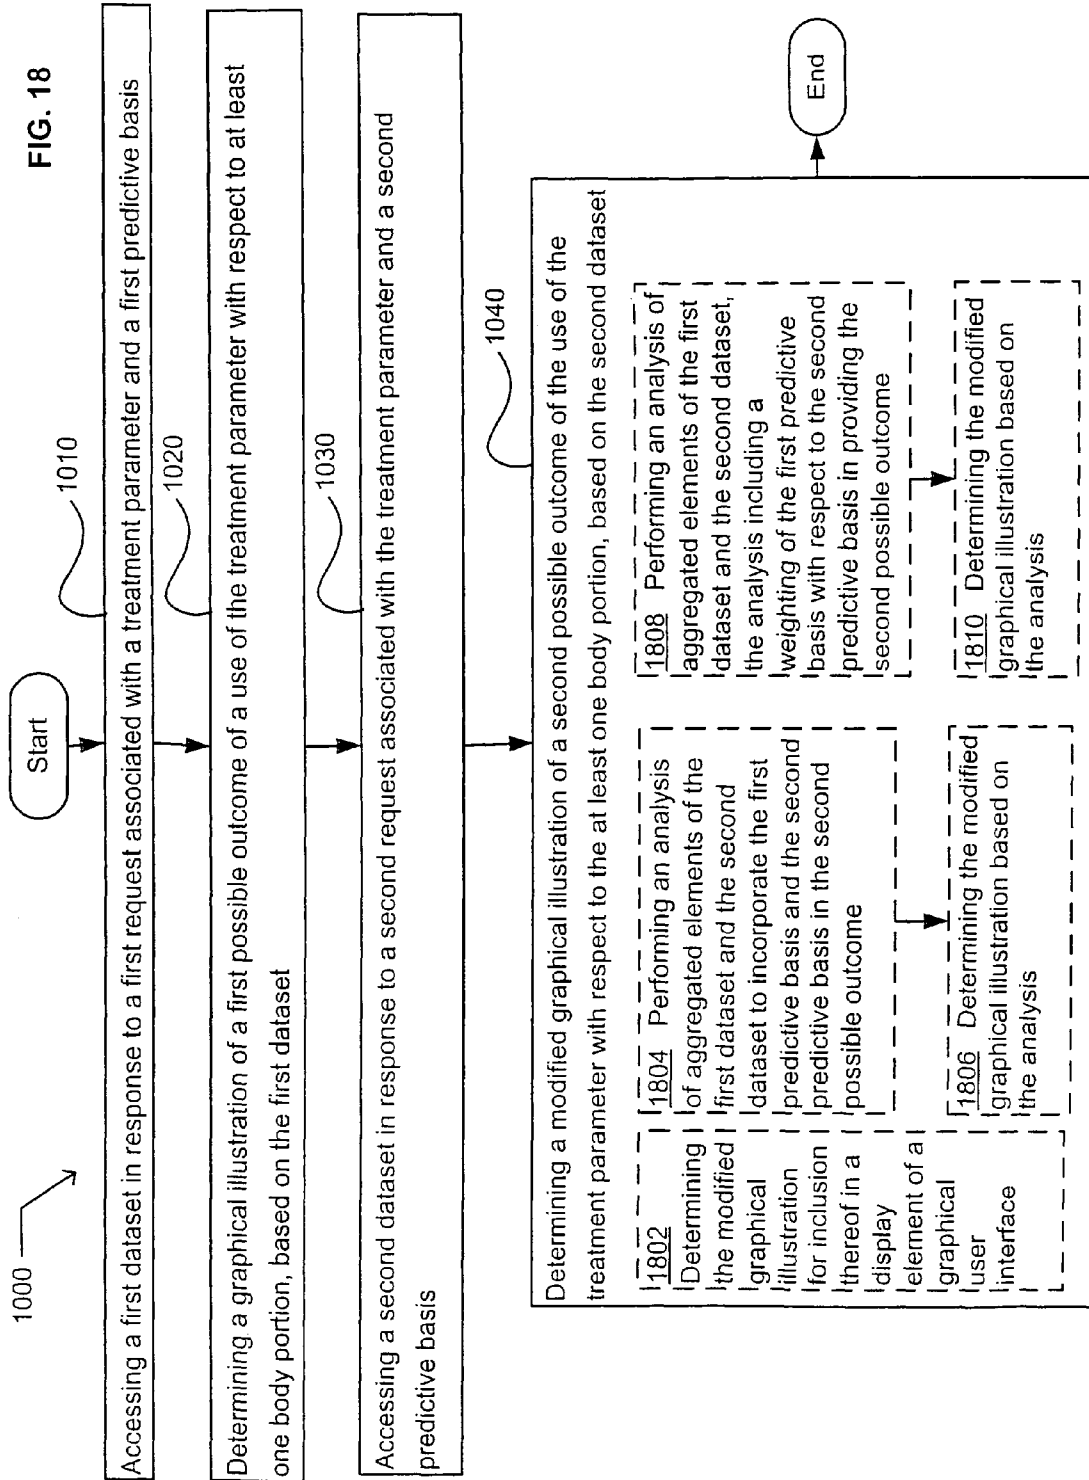 FIG. 18
1000
Start
1010
Accessing a first dataset in response to a first request associated with a treatment parameter and a first predictive basis
1020
Determining a graphical illustration of a first possible outcome of a use of the treatment parameter with respect to at least
one body portion, based on the first dataset
1030
Accessing a second dataset in response to a second request associated with the treatment parameter and a second
predictive basis
1040
Determining a modified graphical illustration of a second possible outcome of the use of the
treatment parameter with respect to the at least one body portion, based on the second dataset
1802
Determining
the modified
graphical
illustration
for inclusion
thereof in a
display
element of a
graphical
user
interface
1804 Performing an analysis
of aggregated elements of the
first dataset and the second
dataset to incorporate the first
predictive basis and the second
predictive basis in the second
possible outcome
1806 Determining the modified
graphical illustration based on
the analysis
1808 Performing an analysis of
aggregated elements of the first
dataset and the second dataset,
the analysis including a
weighting of the first predictive
basis with respect to the second
predictive basis in providing the
second possible outcome
1810 Determining the modified
graphical illustration based on
the analysis
End